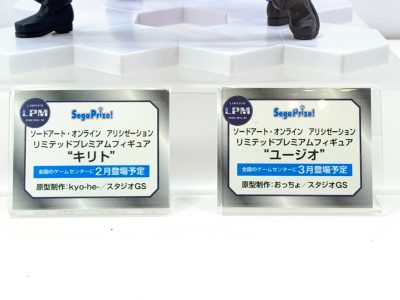 LIMITED
LPM
PREMIUM
SegaPrize!
ソードアート・オンライン アリシゼーション
リミテッドプレミアムフィギュア
“キリト”
全国のゲームセンターに2月登場予定
原型制作：kyo-he-／スタジオGS
LIMITED
LPM
PREMIUM
SegaPrize!
ソードアート・オンライン アリシゼーション
リミテッドプレミアムフィギュア
“ユージオ”
全国のゲームセンターに3月登場予定
原型制作：おっちょ／スタジオGS